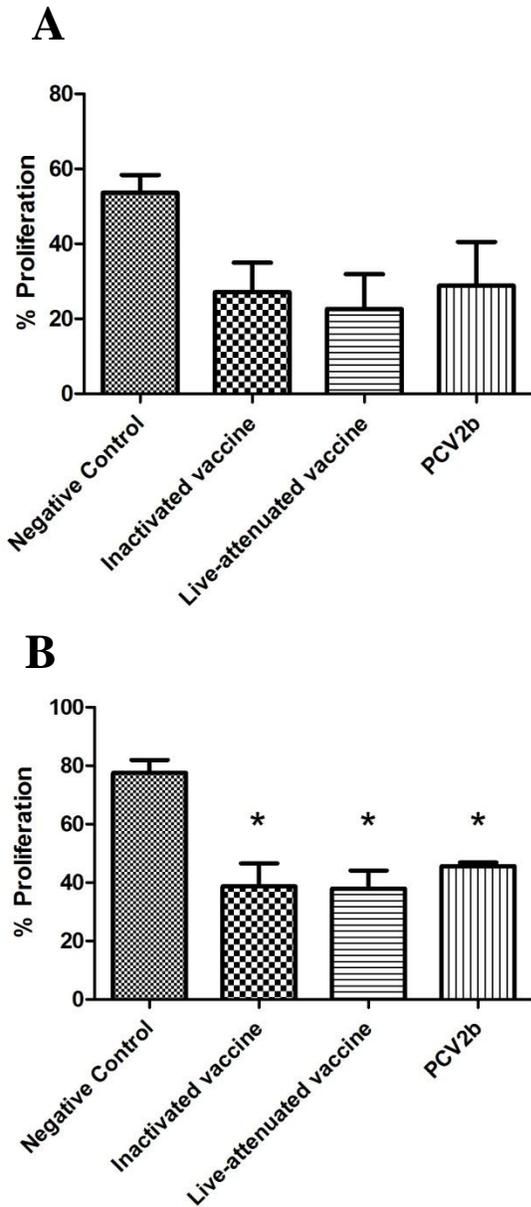 A
80
60
40
20
0
% Proliferation
Negative Control
Inactivated vaccine
Live-attenuated vaccine
PCV2b
B
100
80
60
40
20
0
% Proliferation
* * *
Negative Control
Inactivated vaccine
Live-attenuated vaccine
PCV2b